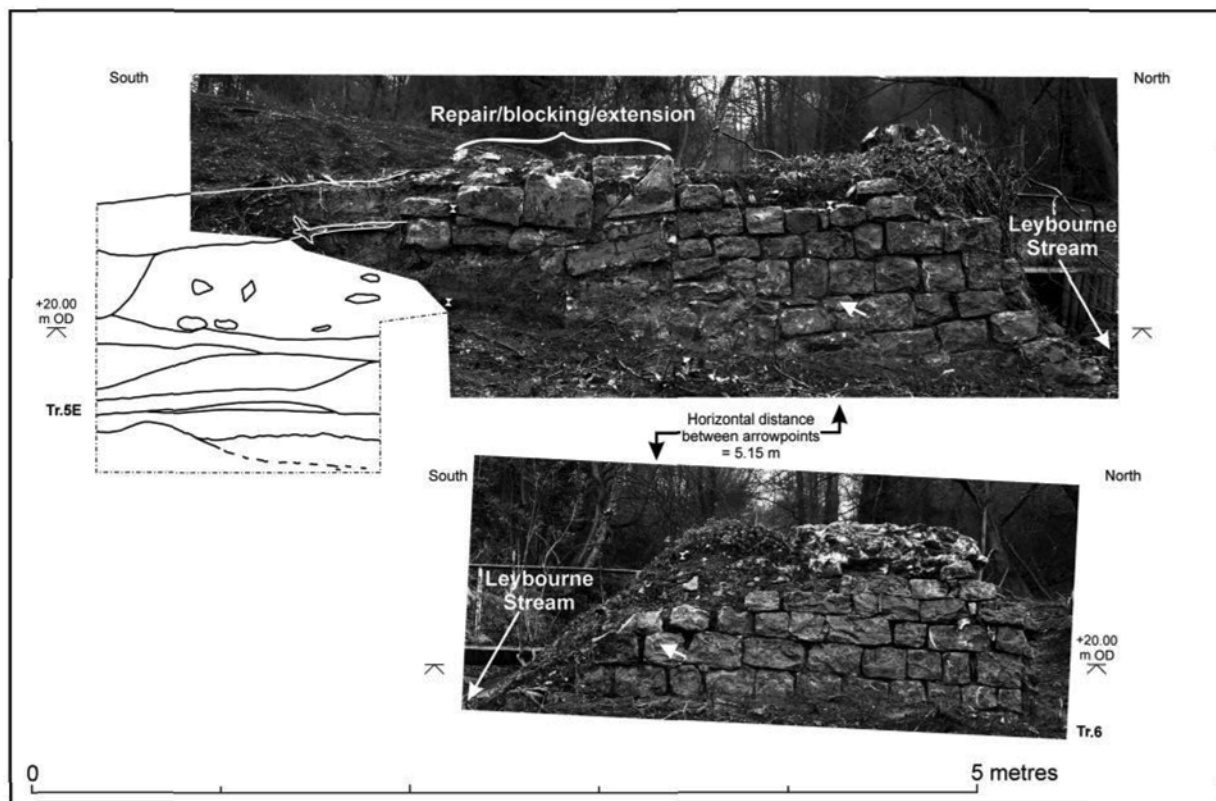 South
North
Repair/blocking/extension
Leybourne
Stream
+20.00
m OD
Tr.5E
Horizontal distance
between arrowpoints
= 5.15 m
South
North
Leybourne
Stream
+20.00
m OD
Tr.6
0
5 metres